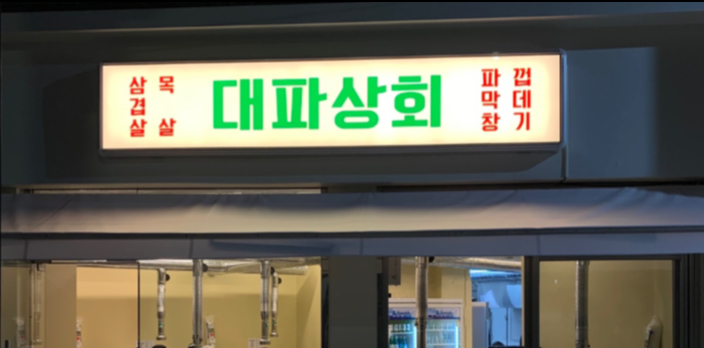 삼겹살
목살
대파상회
파막창
껍데기